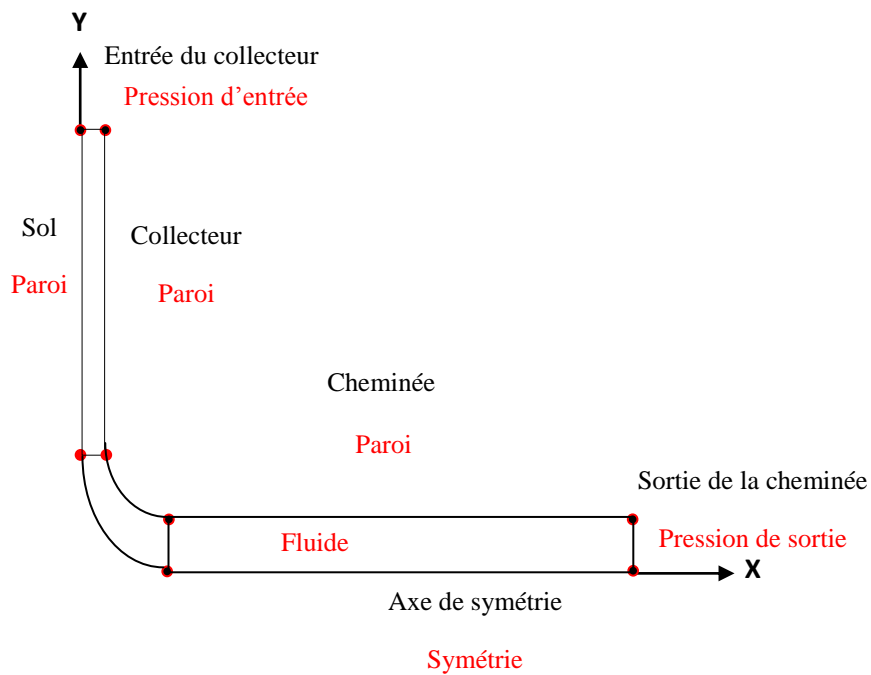 Y
Entrée du collecteur
Pression d’entrée
Sol
Collecteur
Paroi
Paroi
Cheminée
Paroi
Sortie de la cheminée
Fluide
Pression de sortie
X
Axe de symétrie
Symétrie